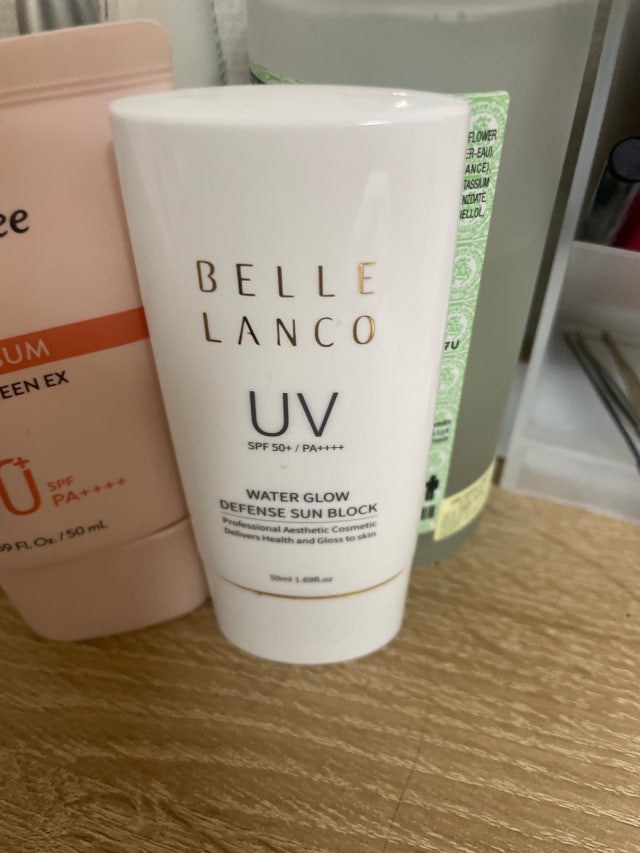 BELLE
LANCO
UV
SPF 50+ / PA++++
WATER GLOW
DEFENSE SUN BLOCK
Professional Aesthetic Cosmetic
Delivers Health and Gloss to skin
50ml 1.69fl.oz
ee
SUM
EEN EX
0+
SPF
PA++++
69 Fl. Oz. / 50 mL
FLOWER
ER-EAU),
ANCE),
TASSIUM
NZOATE,
IELLOL.
7U